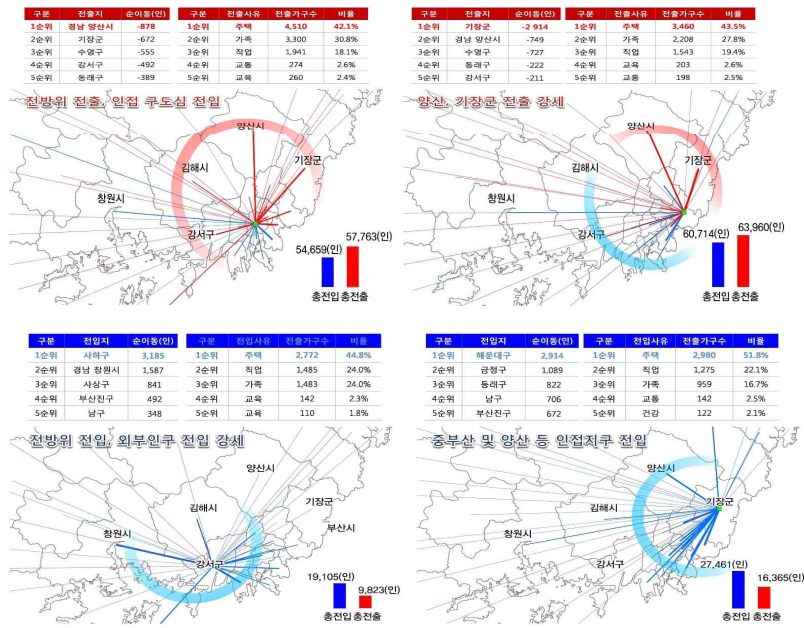 구분 전출지 순이동(인) 구분 전출사유 전출가구수 비율
1순위 경남 양산시 -878 1순위 주택 4,510 42.1%
2순위 기장군 -672 2순위 가족 3,300 30.8%
3순위 수영구 -555 3순위 직업 1,941 18.1%
4순위 강서구 -492 4순위 교통 274 2.6%
5순위 동래구 -389 5순위 교육 260 2.4%
전방위 전출, 인접 구도심 전입
양산시
기장군
김해시
창원시
강서구
54,659(인)
57,763(인)
총전입 총전출
구분 전출지 순이동(인) 구분 전출사유 전출가구수 비율
1순위 기장군 -2 914 1순위 주택 3,460 43.5%
2순위 경남 양산시 -749 2순위 가족 2,208 27.8%
3순위 수영구 -727 3순위 직업 1,543 19.4%
4순위 동래구 -222 4순위 교육 203 2.6%
5순위 강서구 -211 5순위 교통 198 2.5%
양산, 기장군 전출 강세
양산시
기장군
김해시
창원시
강서구
60,714(인)
63,960(인)
총전입 총전출
구분 전입지 순이동(인) 구분 전입사유 전출가구수 비율
1순위 사하구 3,185 1순위 주택 2,772 44.8%
2순위 경남 창원시 1,587 2순위 직업 1,485 24.0%
3순위 사상구 841 3순위 가족 1,483 24.0%
4순위 부산진구 492 4순위 교육 142 2.3%
5순위 남구 348 5순위 교육 110 1.8%
전방위 전입, 외부인구 전입 강세
양산시
기장군
김해시
부산시
창원시
강서구
19,105(인)
9,823(인)
총전입 총전출
구분 전입지 순이동(인) 구분 전입사유 전출가구수 비율
1순위 해운대구 2,914 1순위 주택 2,980 51.8%
2순위 금정구 1,089 2순위 직업 1,275 22.1%
3순위 동래구 822 3순위 가족 959 16.7%
4순위 남구 706 4순위 교통 142 2.5%
5순위 부산진구 672 5순위 건강 122 2.1%
중부산 및 양산 등 인접지구 전입
양산시
기장군
김해시
창원시
강서구
27,461(인)
16,365(인)
총전입 총전출